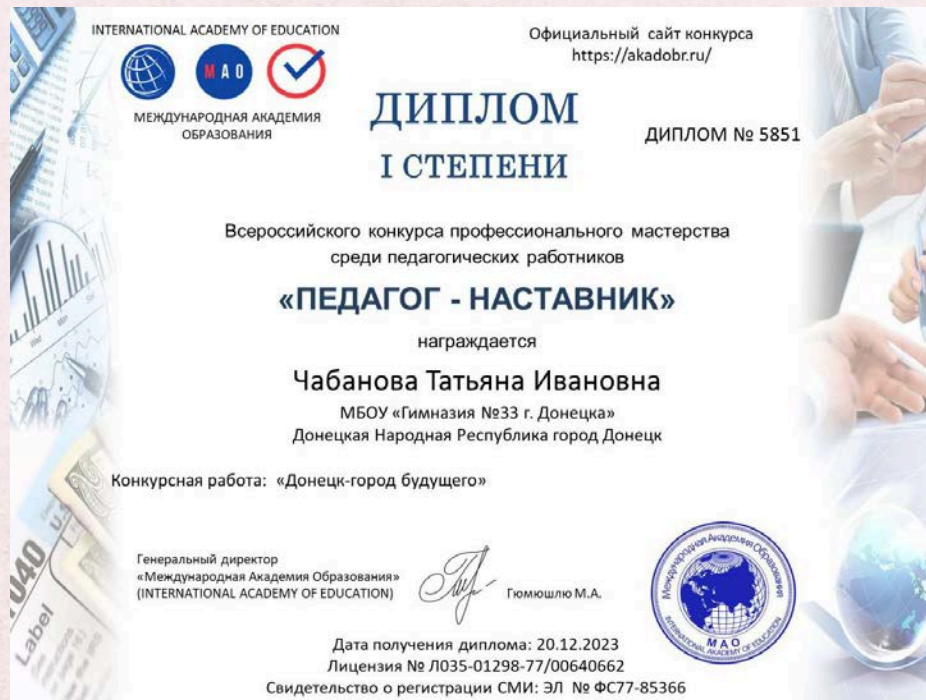 INTERNATIONAL ACADEMY OF EDUCATION
МАО
МЕЖДУНАРОДНАЯ АКАДЕМИЯ
ОБРАЗОВАНИЯ
Официальный сайт конкурса
https://akadobr.ru/
ДИПЛОМ
I СТЕПЕНИ
ДИПЛОМ № 5851
Всероссийского конкурса профессионального мастерства
среди педагогических работников
«ПЕДАГОГ - НАСТАВНИК»
награждается
Чабанова Татьяна Ивановна
МБОУ «Гимназия №33 г. Донецка»
Донецкая Народная Республика город Донецк
Конкурсная работа: «Донецк-город будущего»
1040
Label
Генеральный директор
«Международная Академия Образования»
(INTERNATIONAL ACADEMY OF EDUCATION)
Гюмюшлю М.А.
Международная Академия Образования
МАО
INTERNATIONAL ACADEMY OF EDUCATION
Дата получения диплома: 20.12.2023
Лицензия № Л035-01298-77/00640662
Свидетельство о регистрации СМИ: ЭЛ № ФС77-85366